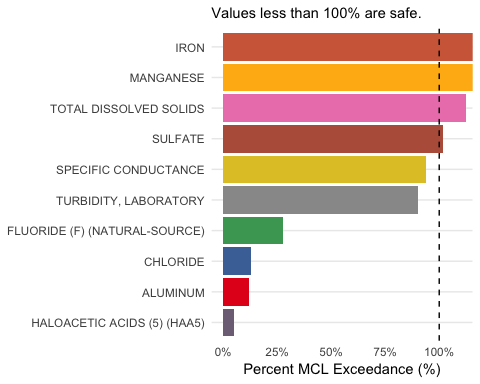 Values less than 100% are safe.
IRON
MANGANESE
TOTAL DISSOLVED SOLIDS
SULFATE
SPECIFIC CONDUCTANCE
TURBIDITY, LABORATORY
FLUORIDE (F) (NATURAL-SOURCE)
CHLORIDE
ALUMINUM
HALOACETIC ACIDS (5) (HAA5)
0% 25% 50% 75% 100%
Percent MCL Exceedance (%)